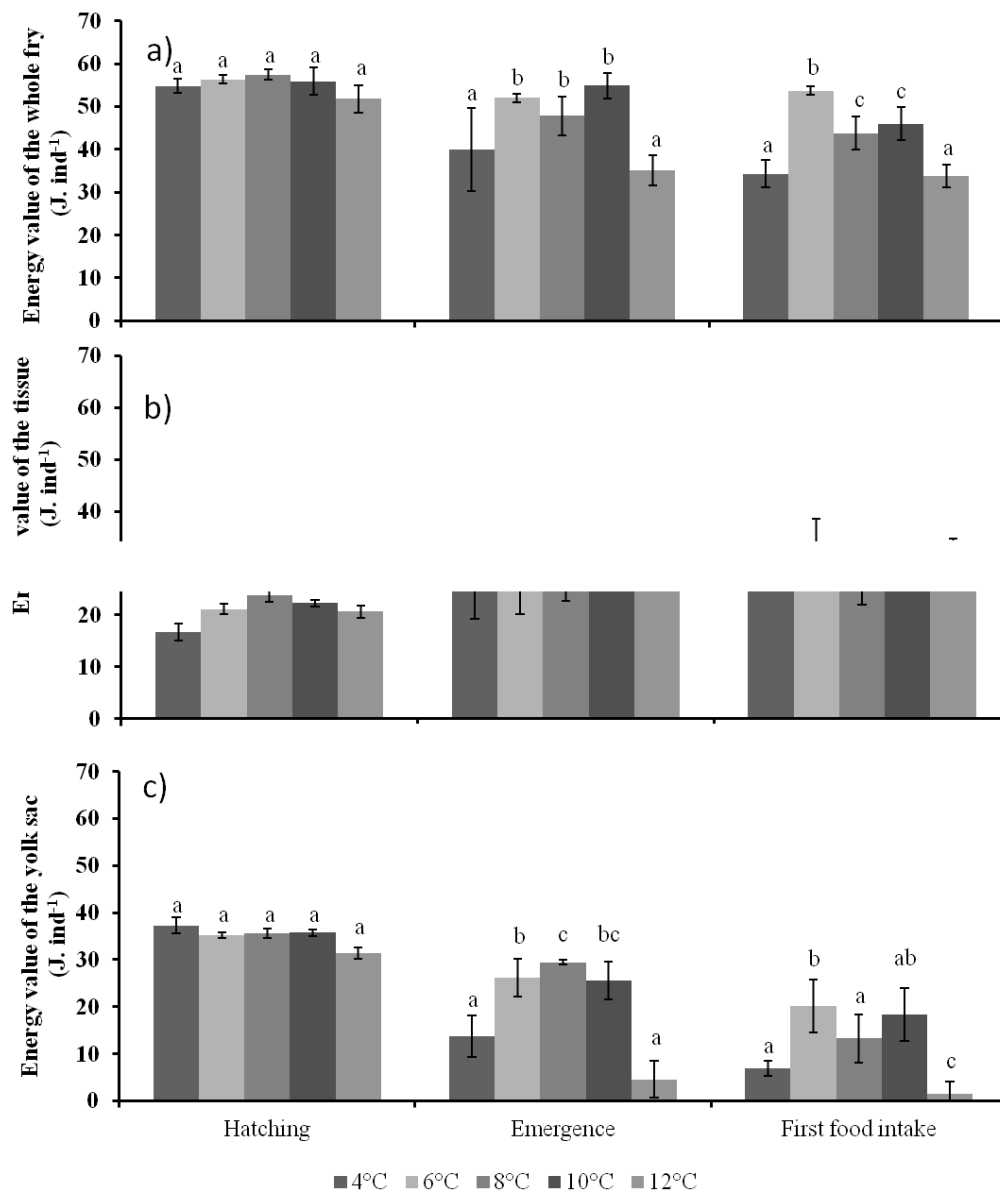 a)
Energy value of the whole fry
(J. ind⁻¹)
70
60
50
40
30
20
10
0
a a a a a
a b b b a
a b c c a
b)
value of the tissue
(J. ind⁻¹)
70
60
50
40
20
10
0
c)
Energy value of the yolk sac
(J. ind⁻¹)
70
60
50
40
30
20
10
0
a a a a a
a b c bc a
a b a ab c
Hatching Emergence First food intake
4°C 6°C 8°C 10°C 12°C